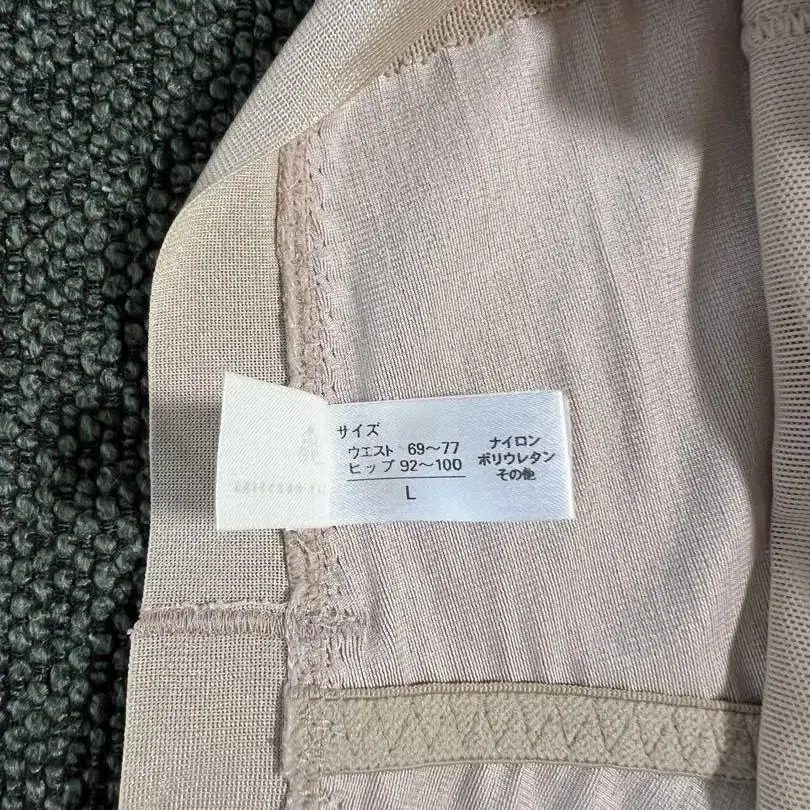 サイズ
ウエスト 69〜77
ヒップ 92〜100
L
ナイロン
ポリウレタン
その他